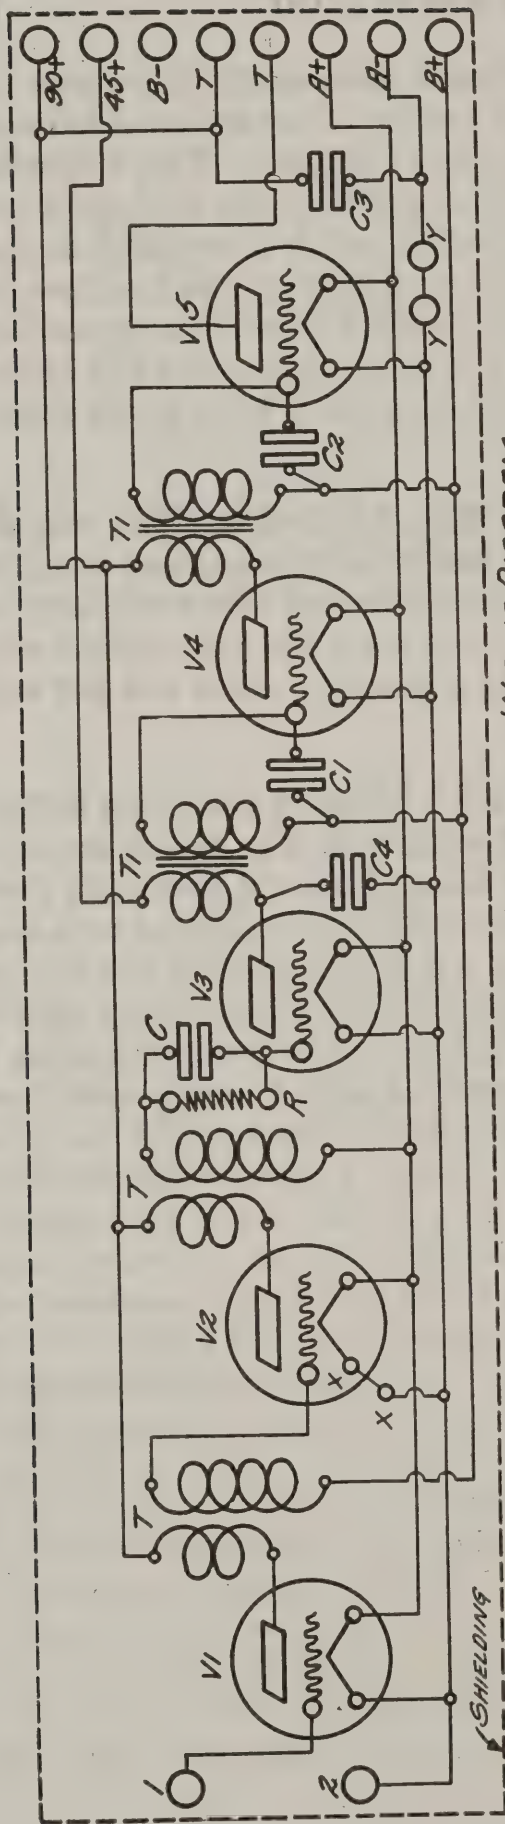 90+
45+
B-
T
T
A+
A-
B+
C3
Y
Y
V5
C2
T1
V4
C1
T1
C4
V3
C
R
T
V2
X
X
T
V1
1
2
SHIELDING